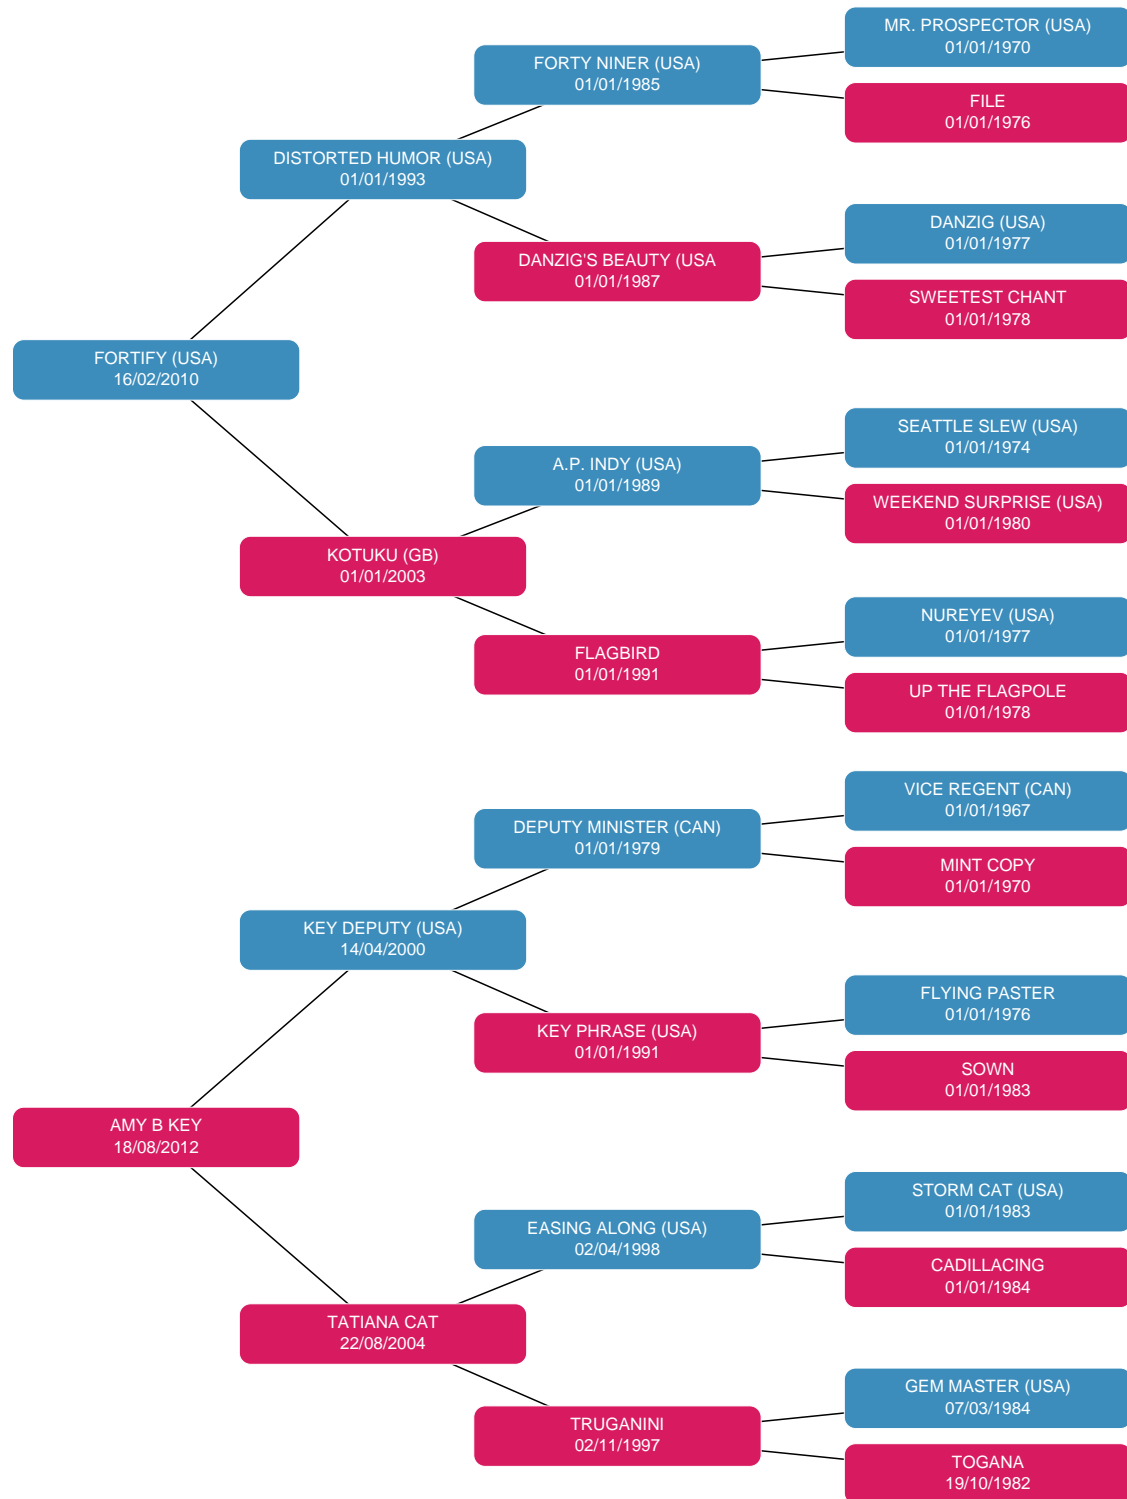 MR. PROSPECTOR (USA)
01/01/1970
FORTY NINER (USA)
01/01/1985
FILE
01/01/1976
DISTORTED HUMOR (USA)
01/01/1993
DANZIG (USA)
01/01/1977
DANZIG'S BEAUTY (USA
01/01/1987
SWEETEST CHANT
01/01/1978
FORTIFY (USA)
16/02/2010
SEATTLE SLEW (USA)
01/01/1974
A.P. INDY (USA)
01/01/1989
WEEKEND SURPRISE (USA)
01/01/1980
KOTUKU (GB)
01/01/2003
NUREYEV (USA)
01/01/1977
FLAGBIRD
01/01/1991
UP THE FLAGPOLE
01/01/1978
VICE REGENT (CAN)
01/01/1967
DEPUTY MINISTER (CAN)
01/01/1979
MINT COPY
01/01/1970
KEY DEPUTY (USA)
14/04/2000
FLYING PASTER
01/01/1976
KEY PHRASE (USA)
01/01/1991
SOWN
01/01/1983
AMY B KEY
18/08/2012
STORM CAT (USA)
01/01/1983
EASING ALONG (USA)
02/04/1998
CADILLACING
01/01/1984
TATIANA CAT
22/08/2004
GEM MASTER (USA)
07/03/1984
TRUGANINI
02/11/1997
TOGANA
19/10/1982